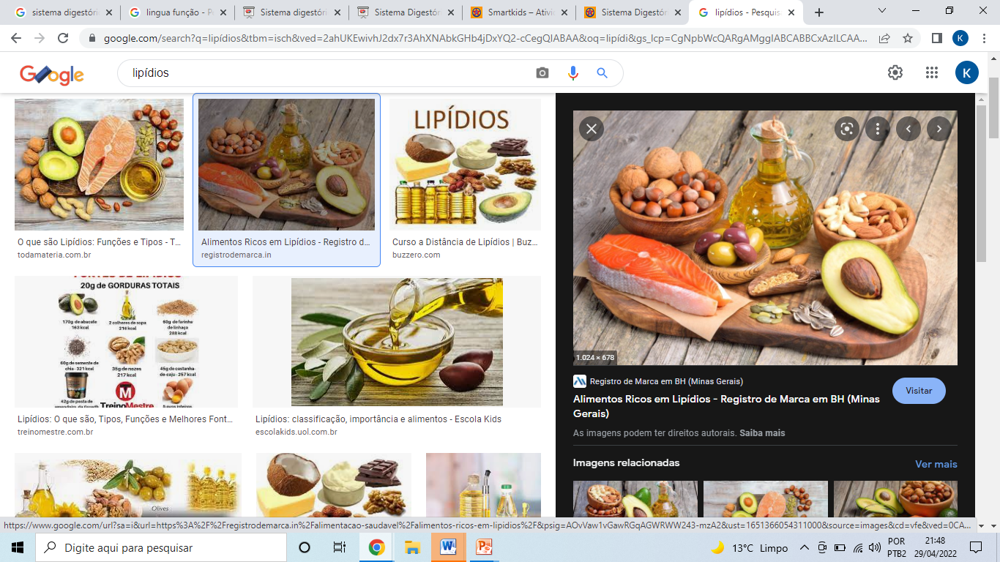 sistema digestóri
lingua função - P
Sistema digestóri
Sistema Digestór
Smartkids – Ativi
Sistema Digestór
lipídios - Pesquis
google.com/search?q=lipídios&tbm=isch&ved=2ahUKEwivhJ2dx7r3AhXNAbkGHb4jDxYQ2-cCegQIABAA&oq=lipídi&gs_lcp=CgNpbWcQARgAMggIABCABBCxAzILCAA...
K
Google
lipídios
K
LIPÍDIOS
O que são Lipídios: Funções e Tipos - T...
todamateria.com.br
Alimentos Ricos em Lipídios - Registro d...
registrodemarca.in
Curso a Distância de Lipídios | Buz...
buzzero.com
20g de GORDURAS TOTAIS
170g de abacate
163 kcal
2 colheres de sopa
216 kcal
60g de farinha
de linhaça
288 kcal
60g de semente de
chia - 321 kcal
35g de nozes
217 kcal
45g de castanha-
de caju - 257 kcal
42g de pasta de
M
TreinoMestre
Lipídios: O que são, Tipos, Funções e Melhores Font...
treinomestre.com.br
Lipídios: classificação, importância e alimentos - Escola Kids
escolakids.uol.com.br
Olives
1.024 × 678
Registro de Marca em BH (Minas Gerais)
Alimentos Ricos em Lipídios - Registro de Marca em BH (Minas
Gerais)
Visitar
As imagens podem ter direitos autorais. Saiba mais
Imagens relacionadas
Ver mais
https://www.google.com/url?sa=i&url=https%3A%2F%2Fregistrodemarca.in%2Falimentacao-saudavel%2Falimentos-ricos-em-lipidios%2F&psig=AOvVaw1vGawRGqAGWRWW243-mzA2&ust=1651366054311000&source=images&cd=vfe&ved=0CA...
Digite aqui para pesquisar
13°C Limpo
POR
PTB2
21:48
29/04/2022